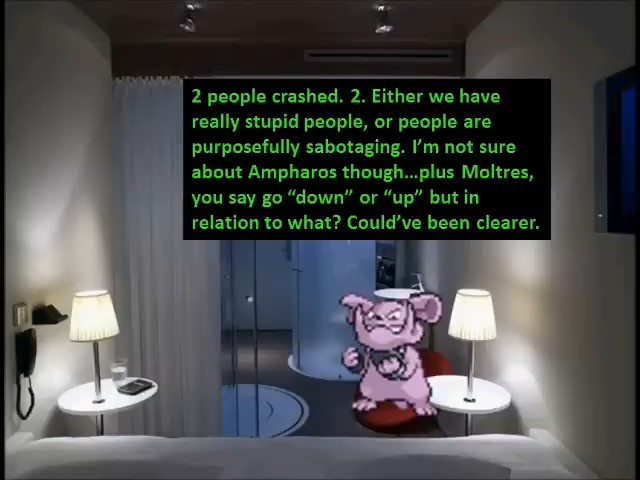 2 people crashed. 2. Either we have
really stupid people, or people are
purposefully sabotaging. I’m not sure
about Ampharos though…plus Moltres,
you say go “down” or “up” but in
relation to what? Could’ve been clearer.